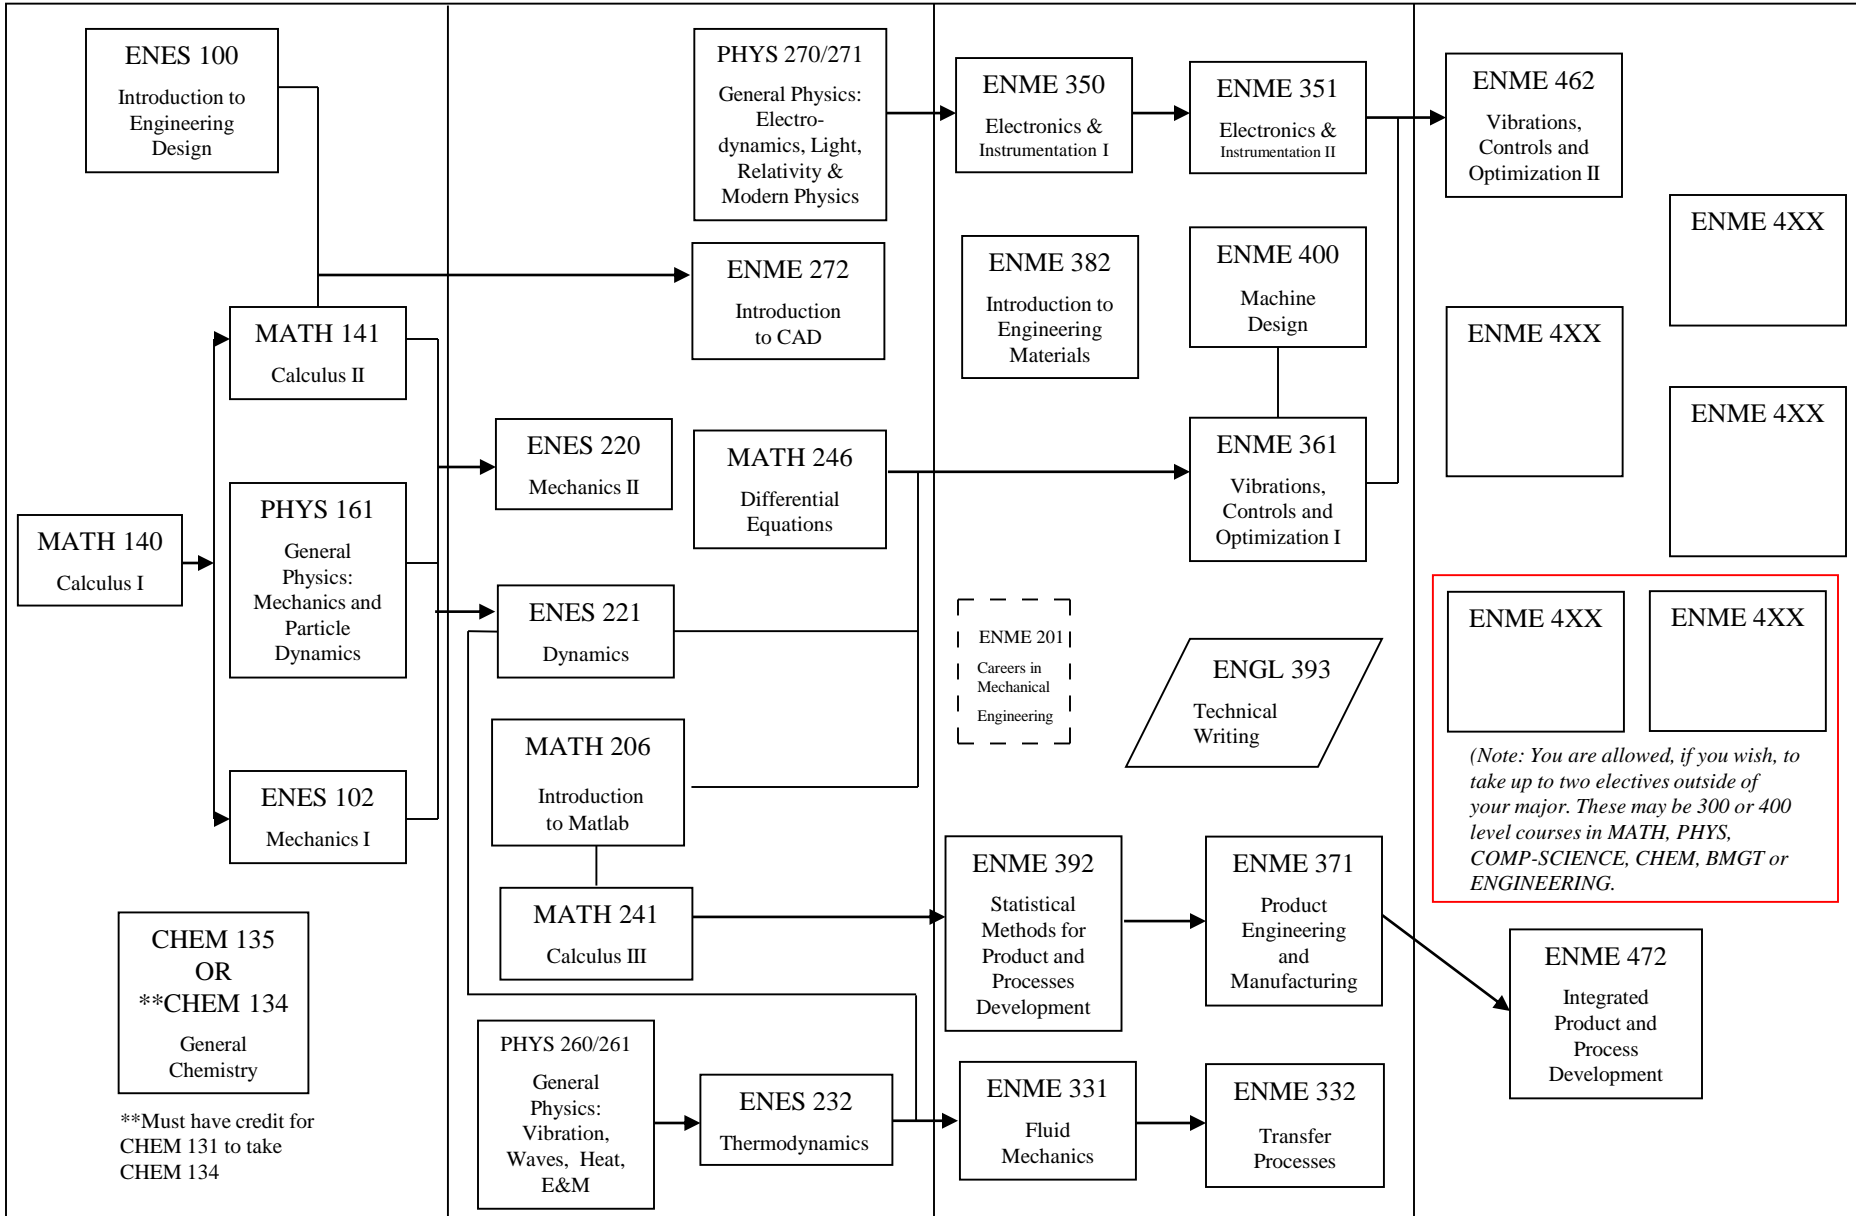 ENES 100
Introduction to
Engineering
Design
MATH 141
Calculus II
PHYS 161
General
Physics:
Mechanics and
Particle
Dynamics
MATH 140
Calculus I
ENES 102
Mechanics I
CHEM 135
OR
**CHEM 134
General
Chemistry
**Must have credit for
CHEM 131 to take
CHEM 134
PHYS 270/271
General Physics:
Electro-
dynamics, Light,
Relativity &
Modern Physics
ENME 272
Introduction
to CAD
ENES 220
Mechanics II
MATH 246
Differential
Equations
ENES 221
Dynamics
MATH 206
Introduction
to Matlab
MATH 241
Calculus III
PHYS 260/261
General
Physics:
Vibration,
Waves, Heat,
E&M
ENES 232
Thermodynamics
ENME 350
Electronics &
Instrumentation I
ENME 351
Electronics &
Instrumentation II
ENME 382
Introduction to
Engineering
Materials
ENME 400
Machine
Design
ENME 361
Vibrations,
Controls and
Optimization I
ENME 201
Careers in
Mechanical
Engineering
ENGL 393
Technical
Writing
ENME 392
Statistical
Methods for
Product and
Processes
Development
ENME 371
Product
Engineering
and
Manufacturing
ENME 331
Fluid
Mechanics
ENME 332
Transfer
Processes
ENME 462
Vibrations,
Controls and
Optimization II
ENME 4XX
ENME 4XX
ENME 4XX
ENME 4XX
ENME 4XX
(Note: You are allowed, if you wish, to
take up to two electives outside of
your major. These may be 300 or 400
level courses in MATH, PHYS,
COMP-SCIENCE, CHEM, BMGT or
ENGINEERING.
ENME 472
Integrated
Product and
Process
Development